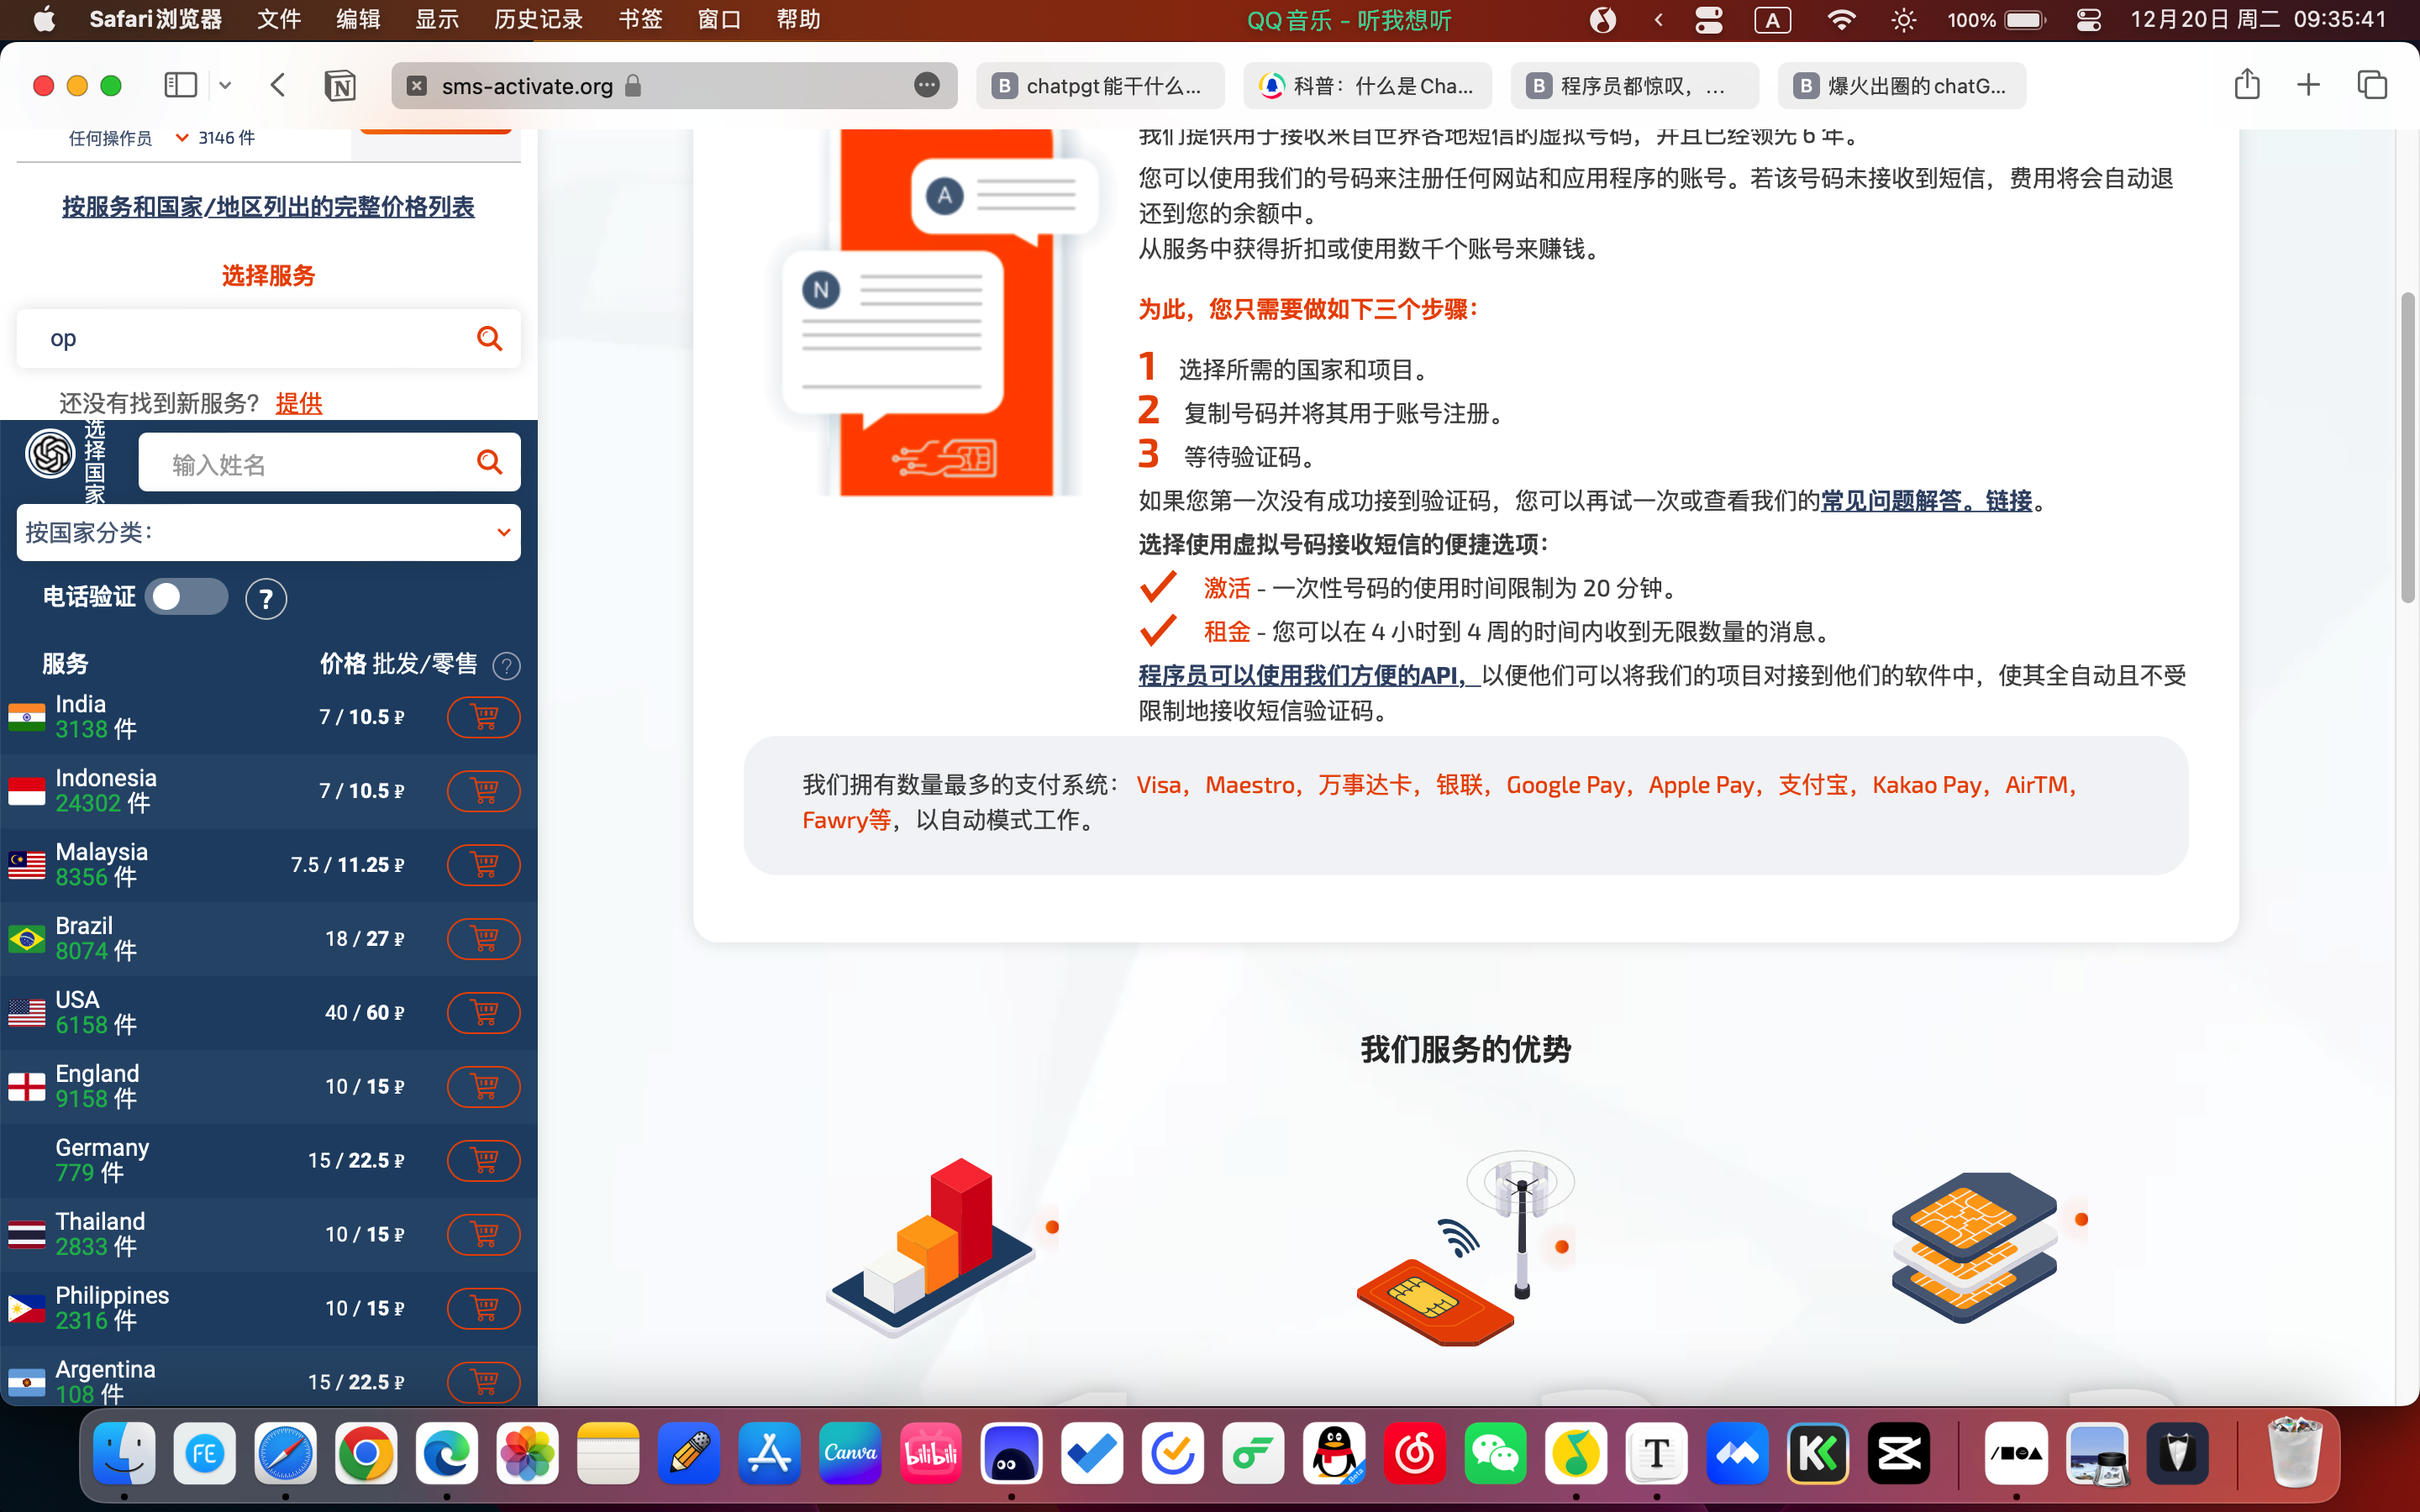 Safari浏览器 文件 编辑 显示 历史记录 书签 窗口 帮助 QQ音乐 - 听我想听 A 100% 12月20日 周二 09:35:41
sms-activate.org
B chatpgt能干什么...
科普：什么是Cha...
B 程序员都惊叹，...
B 爆火出圈的chatG...
任何操作员 3146 件
按服务和国家/地区列出的完整价格列表
选择服务
op
还没有找到新服务? 提供
选择国家
输入姓名
按国家分类:
电话验证 ?
服务 价格 批发/零售 ?
India
3138 件
7 / 10.5 ₽
Indonesia
24302 件
7 / 10.5 ₽
Malaysia
8356 件
7.5 / 11.25 ₽
Brazil
8074 件
18 / 27 ₽
USA
6158 件
40 / 60 ₽
England
9158 件
10 / 15 ₽
Germany
779 件
15 / 22.5 ₽
Thailand
2833 件
10 / 15 ₽
Philippines
2316 件
10 / 15 ₽
Argentina
108 件
15 / 22.5 ₽
A
N
我们提供用于接收来自世界各地短信的虚拟号码，并且已经领先 6 年。
您可以使用我们的号码来注册任何网站和应用程序的账号。若该号码未接收到短信，费用将会自动退
还到您的余额中。
从服务中获得折扣或使用数千个账号来赚钱。
为此，您只需要做如下三个步骤：
1 选择所需的国家和项目。
2 复制号码并将其用于账号注册。
3 等待验证码。
如果您第一次没有成功接到验证码，您可以再试一次或查看我们的常见问题解答。链接。
选择使用虚拟号码接收短信的便捷选项：
激活 - 一次性号码的使用时间限制为 20 分钟。
租金 - 您可以在 4 小时到 4 周的时间内收到无限数量的消息。
程序员可以使用我们方便的API，以便他们可以将我们的项目对接到他们的软件中，使其全自动且不受
限制地接收短信验证码。
我们拥有数量最多的支付系统： Visa，Maestro，万事达卡，银联，Google Pay，Apple Pay，支付宝，Kakao Pay，AirTM，
Fawry等，以自动模式工作。
我们服务的优势
FE
Canva
bilibili
Beta
T